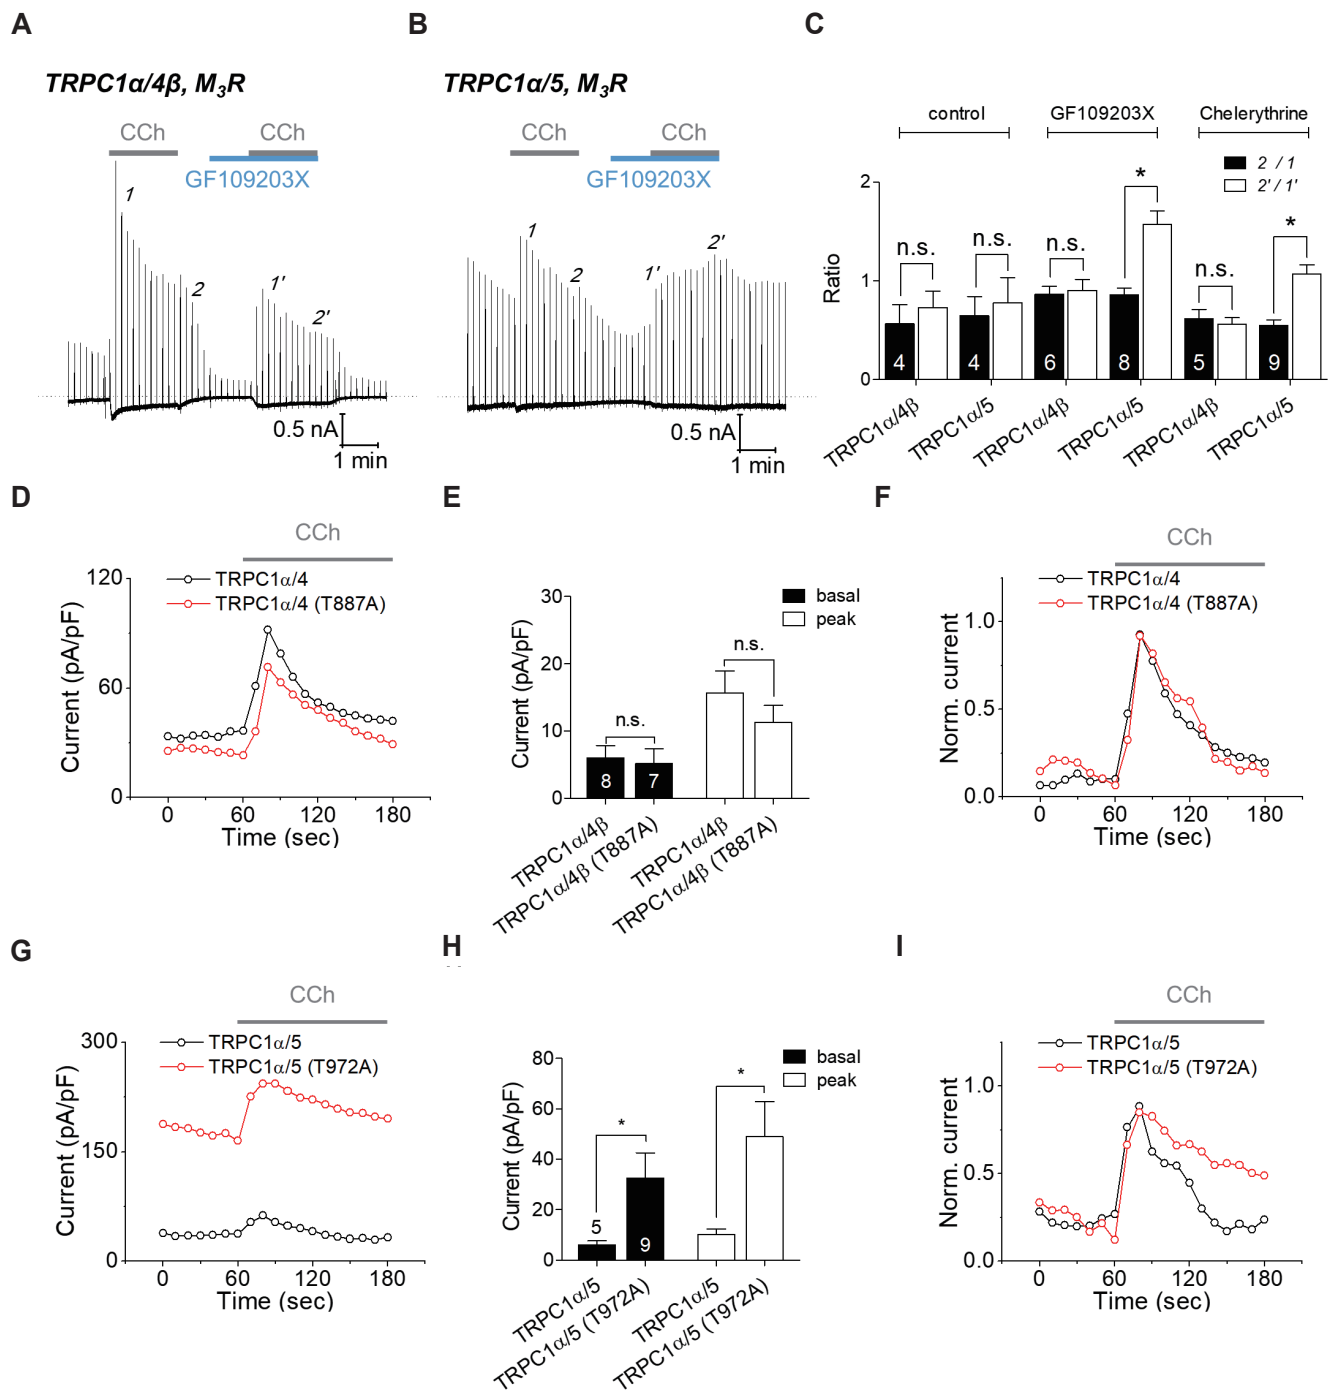 A
B
C
TRPC1α/4β, M3R
TRPC1α/5, M3R
CCh
CCh
GF109203X
1
2
1'
2'
0.5 nA
1 min
CCh
CCh
GF109203X
1
2
1'
2'
0.5 nA
1 min
control
GF109203X
Chelerythrine
2 / 1
2' / 1'
Ratio
2
1
0
n.s.
n.s.
n.s.
*
n.s.
*
4
4
6
8
5
9
TRPC1α/4β
TRPC1α/5
TRPC1α/4β
TRPC1α/5
TRPC1α/4β
TRPC1α/5
D
E
F
CCh
TRPC1α/4
TRPC1α/4 (T887A)
Current (pA/pF)
120
60
0
0
60
120
180
Time (sec)
basal
peak
Current (pA/pF)
30
20
10
0
n.s.
n.s.
8
7
TRPC1α/4β
TRPC1α/4β (T887A)
TRPC1α/4β
TRPC1α/4β (T887A)
CCh
TRPC1α/4
TRPC1α/4 (T887A)
Norm. current
1.0
0.5
0.0
0
60
120
180
Time (sec)
G
H
I
CCh
TRPC1α/5
TRPC1α/5 (T972A)
Current (pA/pF)
300
150
0
0
60
120
180
Time (sec)
basal
peak
Current (pA/pF)
80
60
40
20
0
*
*
5
9
TRPC1α/5
TRPC1α/5 (T972A)
TRPC1α/5
TRPC1α/5 (T972A)
CCh
TRPC1α/5
TRPC1α/5 (T972A)
Norm. current
1.0
0.5
0.0
0
60
120
180
Time (sec)